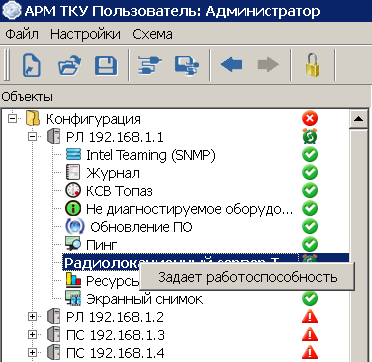 АРМ ТКУ Пользователь: Администратор
Файл Настройки Схема
Объекты
Конфигурация
РЛ 192.168.1.1
Intel Teaming (SNMP)
Журнал
КСВ Топаз
Не диагностируемое оборудо...
Обновление ПО
Пинг
Радиолокационный сервер Т...
Задает работоспособность
Ресурсы
Экранный снимок
РЛ 192.168.1.2
ПС 192.168.1.3
ПС 192.168.1.4